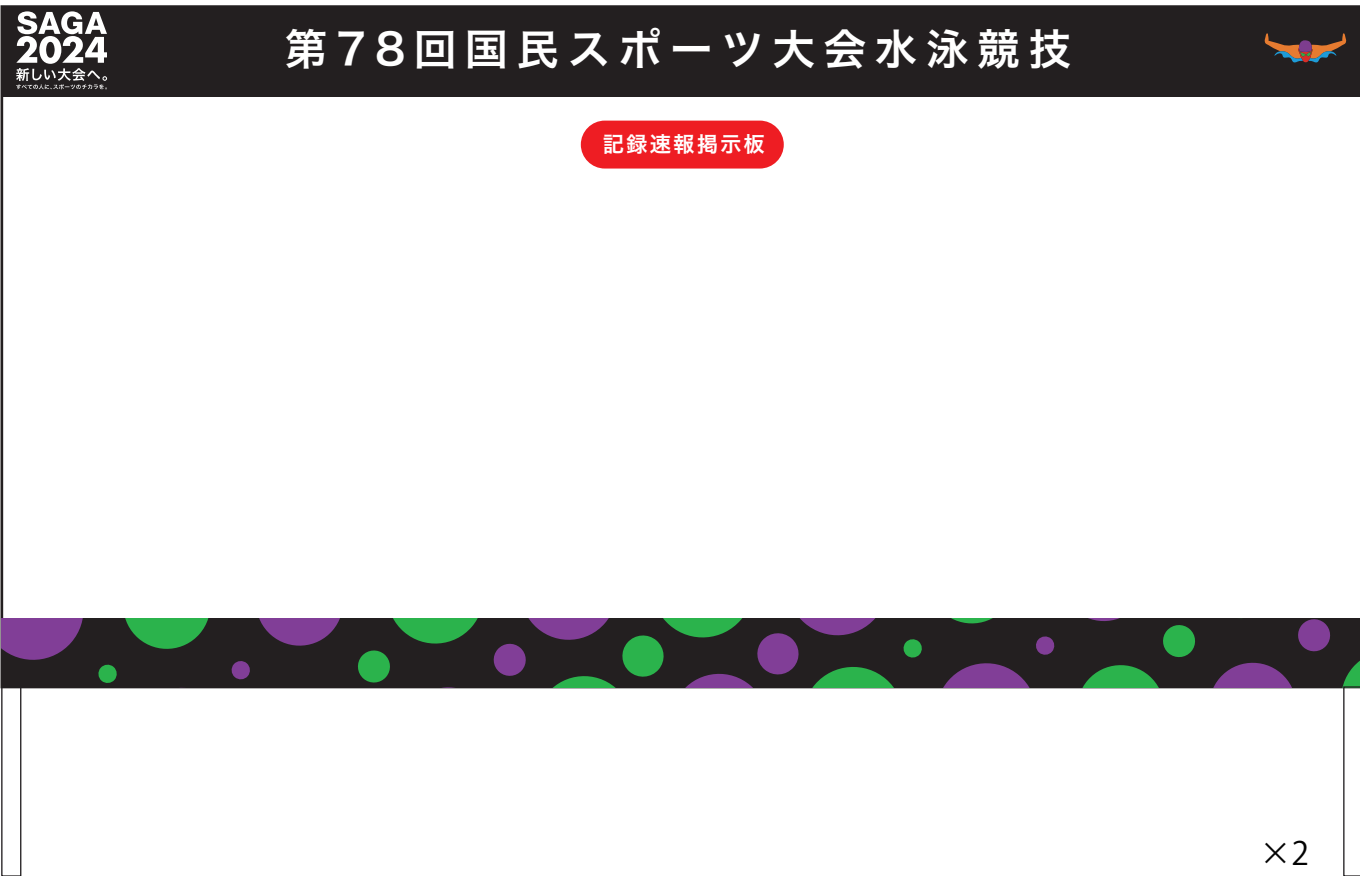 SAGA
2024
新しい大会へ。
すべての人に、スポーツのチカラを。
第78回国民スポーツ大会水泳競技
記録速報掲示板
×2